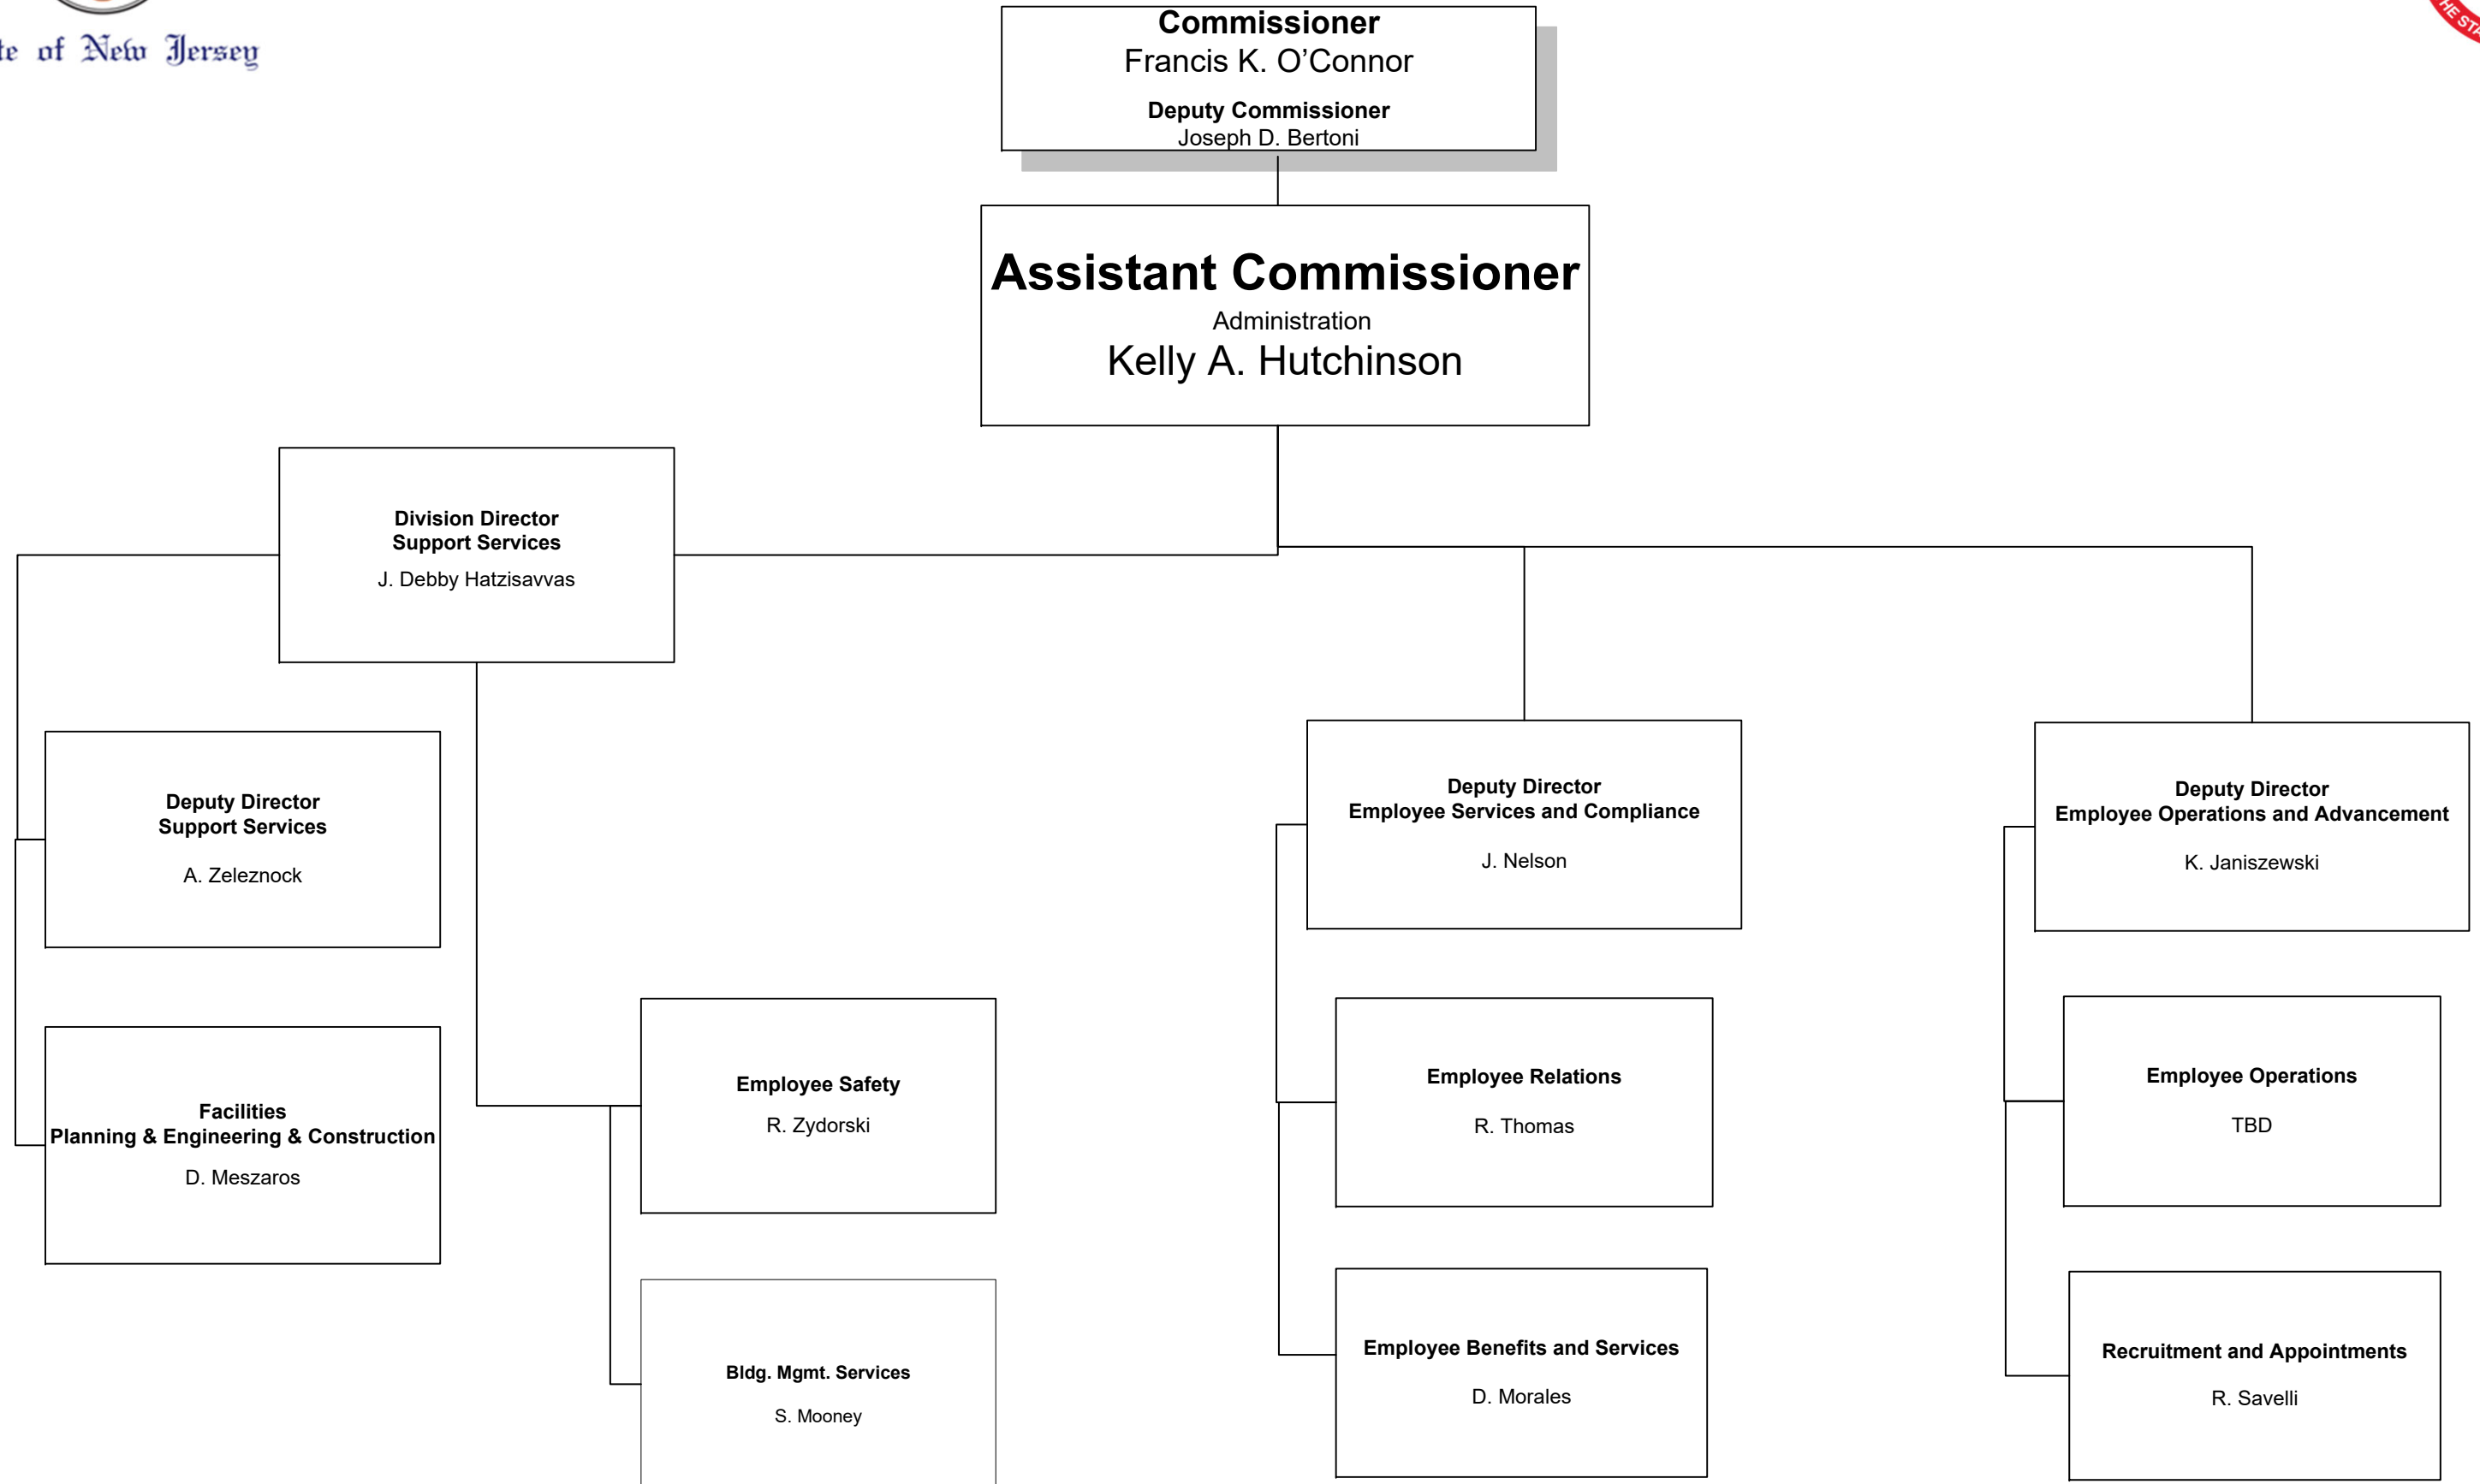 of New Jersey
THE STA
Commissioner
Francis K. O’Connor
Deputy Commissioner
Joseph D. Bertoni
Assistant Commissioner
Administration
Kelly A. Hutchinson
Division Director
Support Services
J. Debby Hatzisavvas
Deputy Director
Support Services
A. Zeleznock
Deputy Director
Employee Services and Compliance
J. Nelson
Deputy Director
Employee Operations and Advancement
K. Janiszewski
Facilities
Planning & Engineering & Construction
D. Meszaros
Employee Safety
R. Zydorski
Employee Relations
R. Thomas
Employee Operations
TBD
Bldg. Mgmt. Services
S. Mooney
Employee Benefits and Services
D. Morales
Recruitment and Appointments
R. Savelli